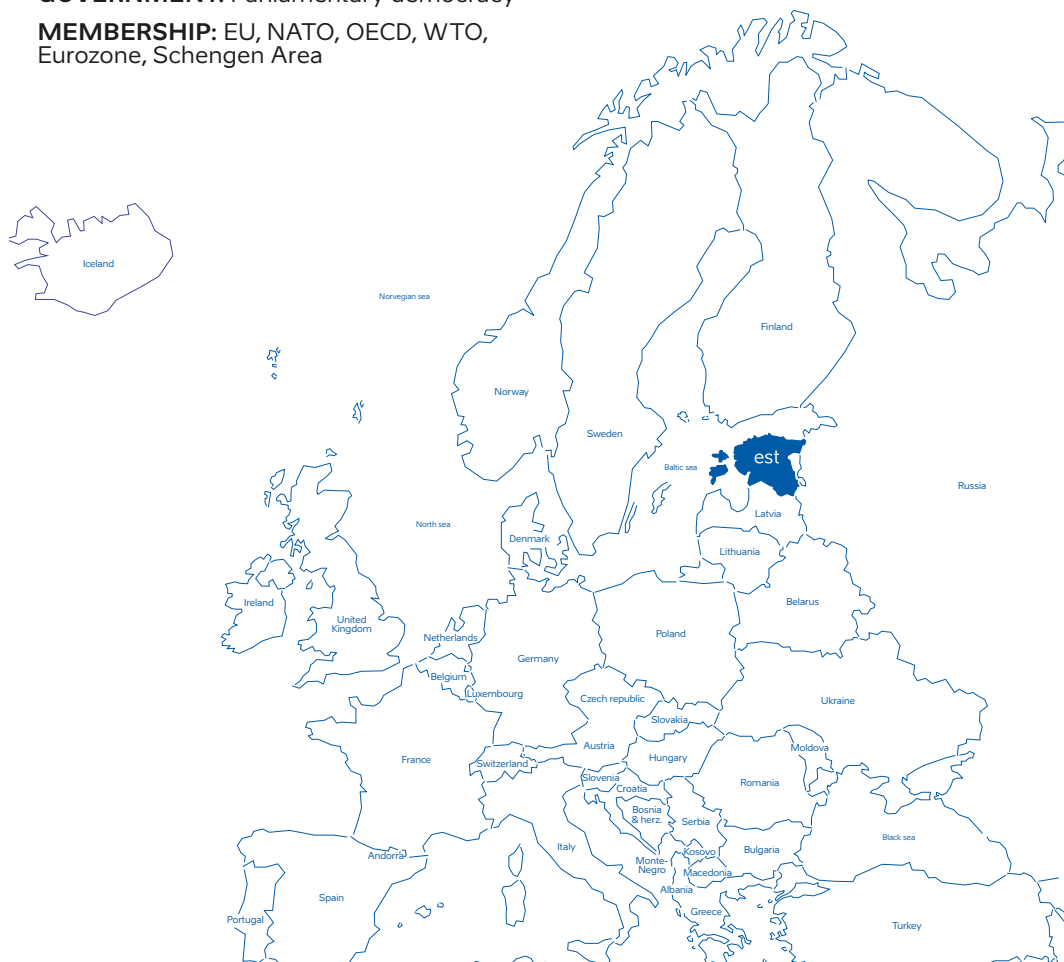 GOVERNMENT: Parliamentary democracy
MEMBERSHIP: EU, NATO, OECD, WTO,
Eurozone, Schengen Area
Iceland
Norwegian sea
Finland
Norway
Sweden
est
Baltic sea
Russia
Latvia
North sea
Denmark
Lithuania
Ireland
Belarus
United
Kingdom
Netherlands
Poland
Germany
Belgium
Luxembourg
Czech republic
Ukraine
Slovakia
Austria
Moldova
France
Switzerland
Hungary
Slovenia
Romania
Croatia
Bosnia
& herz.
Serbia
Black sea
Italy
Andorra
Kosovo
Bulgaria
Monte-
Negro
Macedonia
Albania
Spain
Greece
Portugal
Turkey